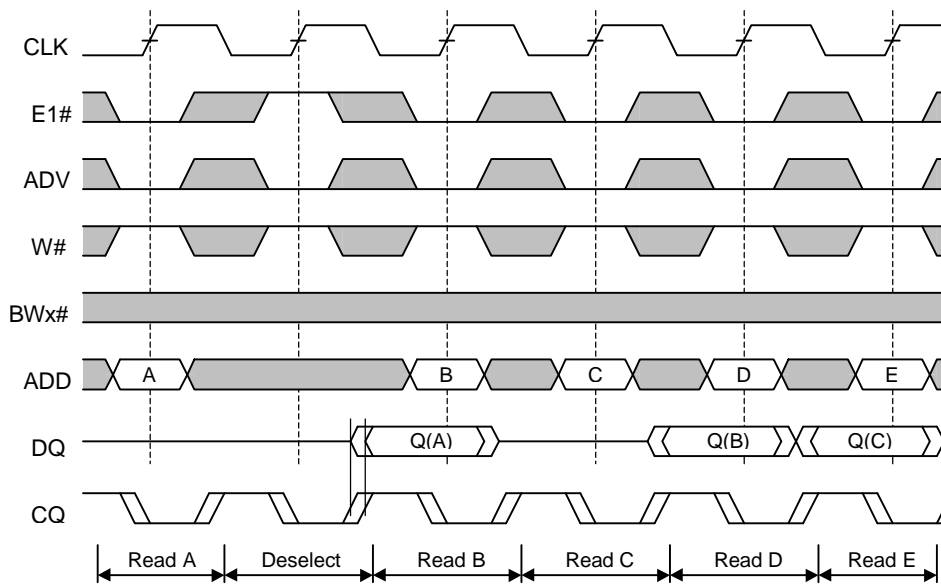 CLK
E1#
ADV
W#
BWx#
ADD A B C D E
DQ Q(A) Q(B) Q(C)
CQ
Read A Deselect Read B Read C Read D Read E